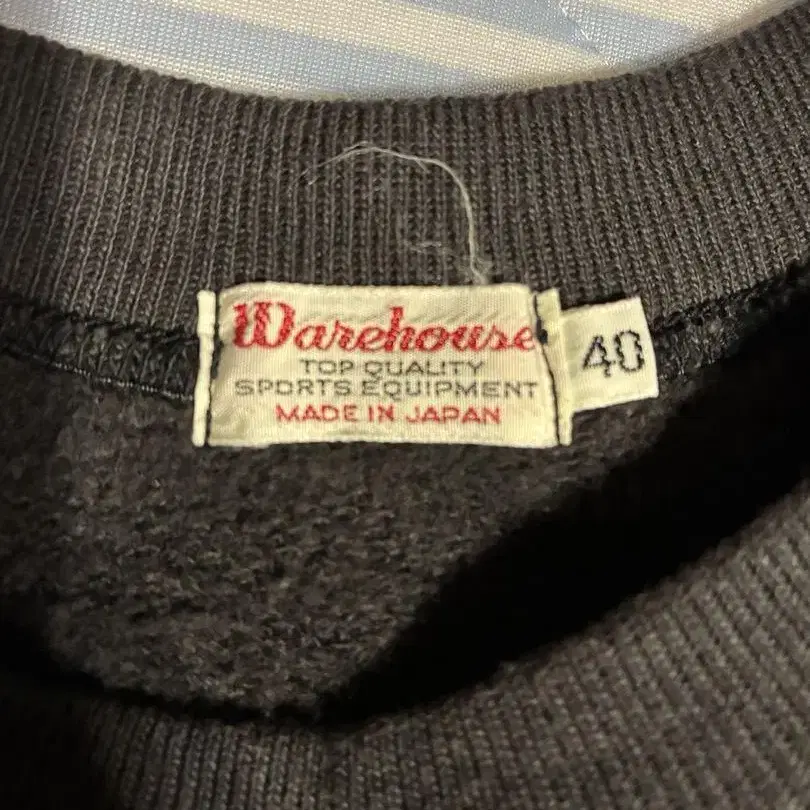 Warehouse
TOP QUALITY
SPORTS EQUIPMENT
MADE IN JAPAN
40